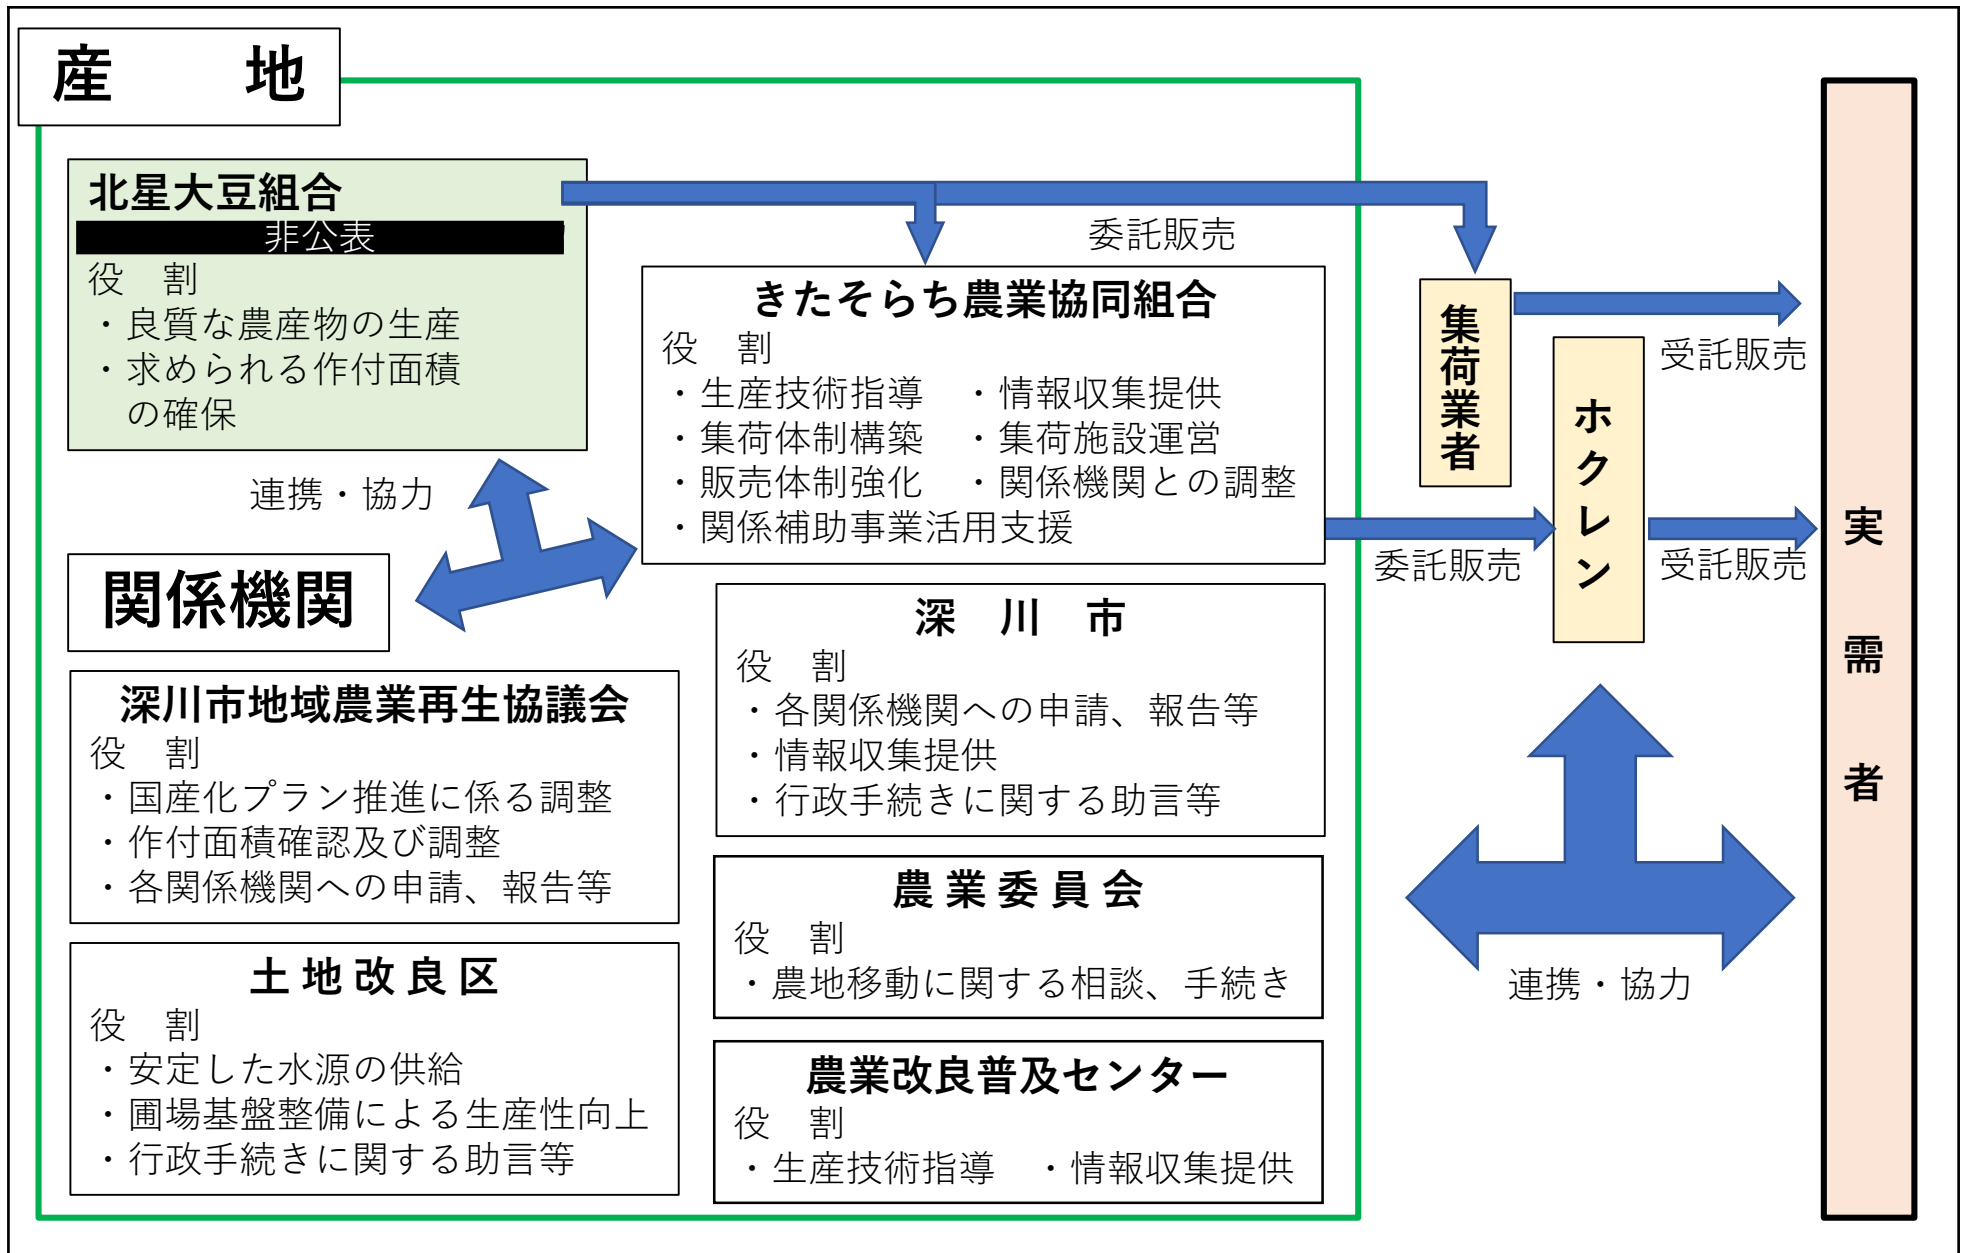 産　地
北星大豆組合
非公表
役　割
・良質な農産物の生産
・求められる作付面積
の確保
委託販売
きたそらち農業協同組合
役　割
・生産技術指導　・情報収集提供
・集荷体制構築　・集荷施設運営
・販売体制強化　・関係機関との調整
・関係補助事業活用支援
集荷業者
受託販売
ホクレン
委託販売
受託販売
実需者
連携・協力
関係機関
深川市地域農業再生協議会
役　割
・国産化プラン推進に係る調整
・作付面積確認及び調整
・各関係機関への申請、報告等
土地改良区
役　割
・安定した水源の供給
・圃場基盤整備による生産性向上
・行政手続きに関する助言等
深　川　市
役　割
・各関係機関への申請、報告等
・情報収集提供
・行政手続きに関する助言等
農業委員会
役　割
・農地移動に関する相談、手続き
農業改良普及センター
役　割
・生産技術指導　・情報収集提供
連携・協力